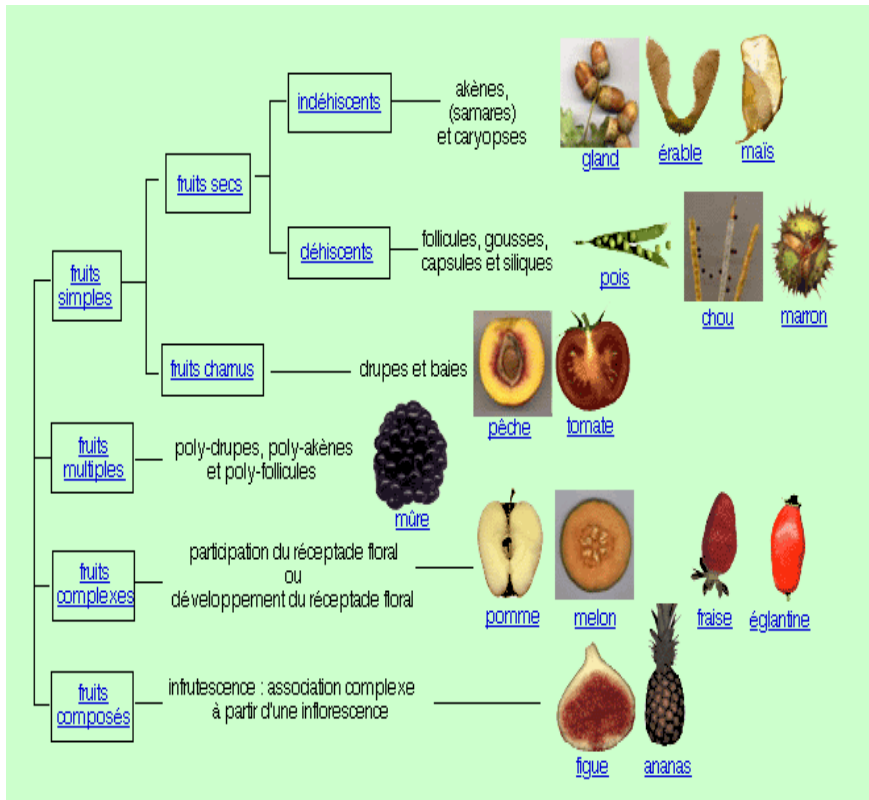 indéhiscents
akènes,
(samares)
et caryopses
gland
érable
maïs
fruits secs
déhiscents
follicules, gousses,
capsules et siliques
pois
chou
marron
fruits
simples
fruits charnus
drupes et baies
pêche
tomate
fruits
multiples
poly-drupes, poly-akènes
et poly-follicules
mûre
fruits
complexes
participation du réceptacle floral
ou
développement du réceptacle floral
pomme
melon
fraise
églantine
fruits
composés
infrutescence : association complexe
à partir d'une inflorescence
figue
ananas